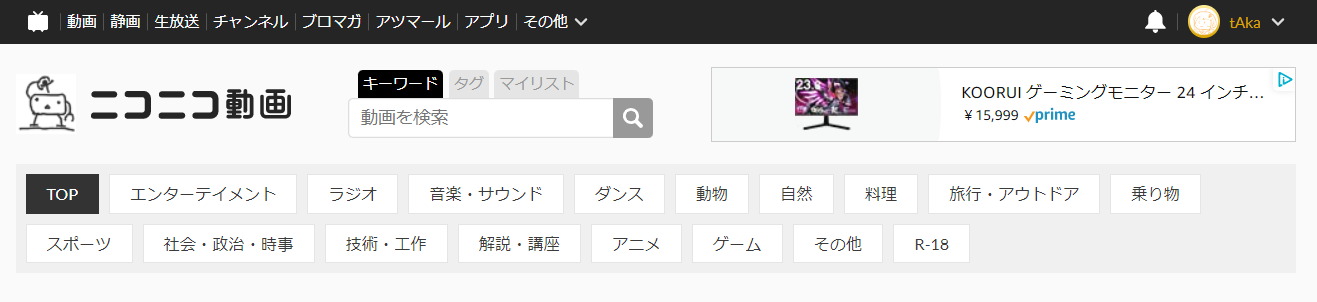 動画 静画 生放送 チャンネル ブロマガ アツマール アプリ その他 tAka
ニコニコ動画
キーワード タグ マイリスト
動画を検索
23.
KOORUI ゲーミングモニター 24 インチ...
￥15,999 prime
TOP エンターテイメント ラジオ 音楽・サウンド ダンス 動物 自然 料理 旅行・アウトドア 乗り物
スポーツ 社会・政治・時事 技術・工作 解説・講座 アニメ ゲーム その他 R-18